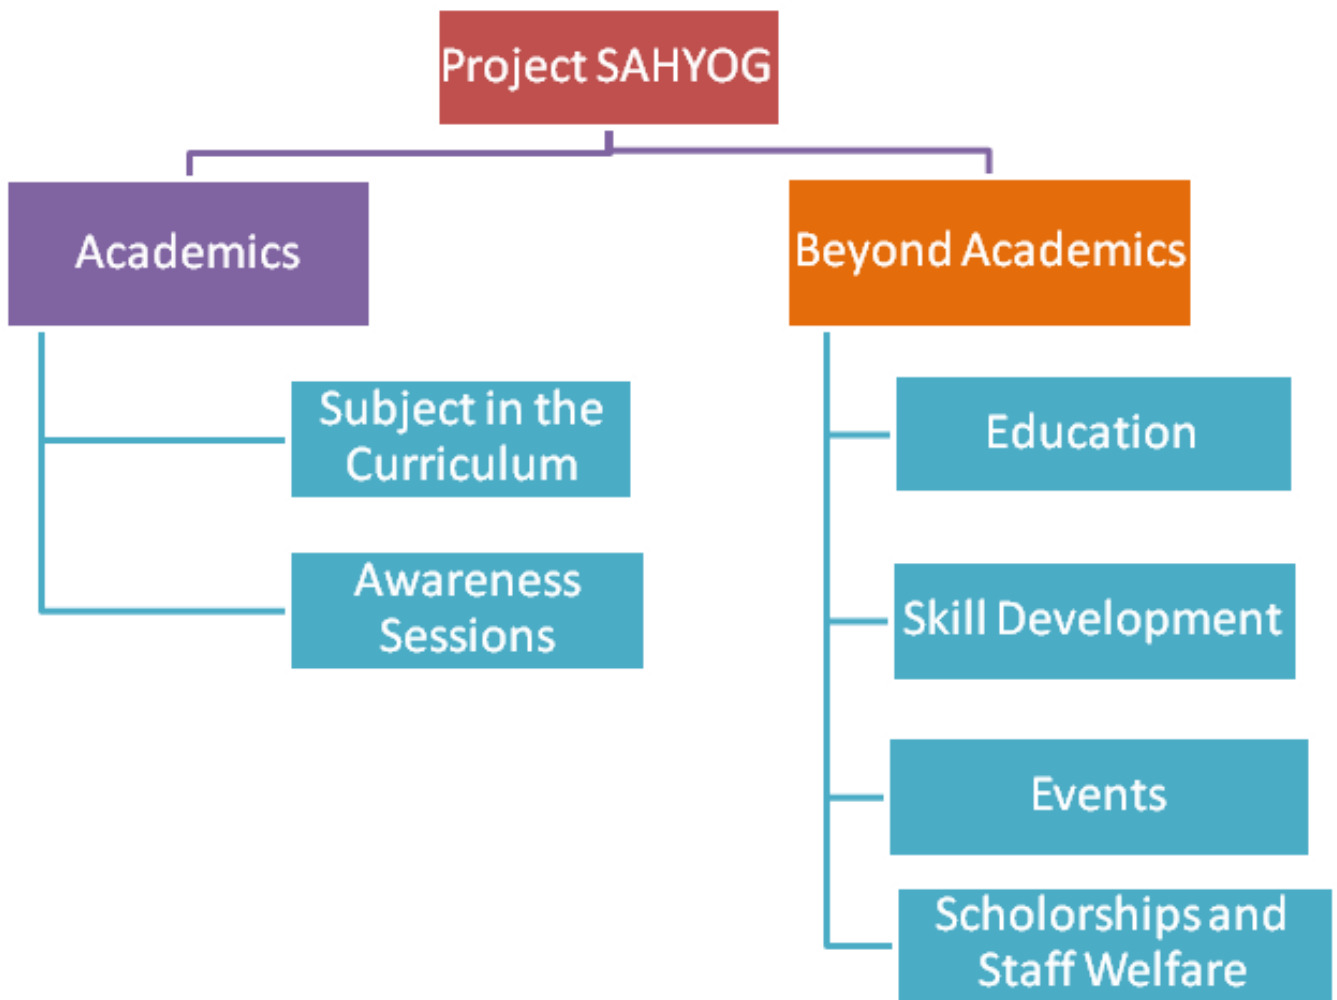 Project SAHYOG
Academics
Subject in the
Curriculum
Awareness
Sessions
Beyond Academics
Education
Skill Development
Events
Scholorships and
Staff Welfare